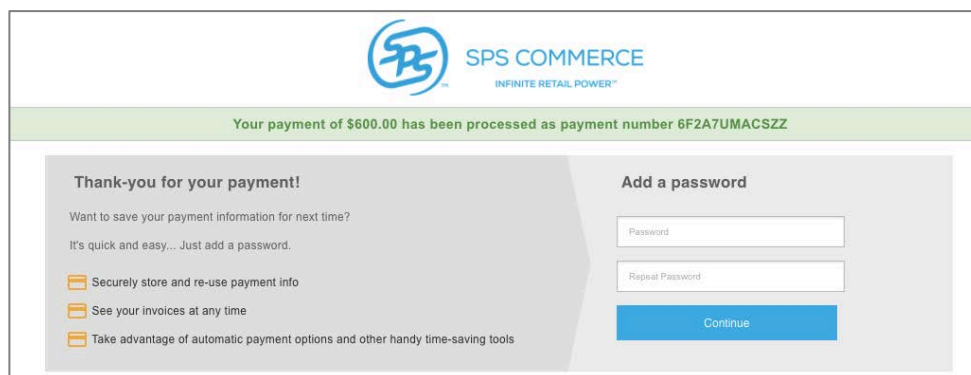 SPS
SPS COMMERCE
INFINITE RETAIL POWER™
Your payment of $600.00 has been processed as payment number 6F2A7UMACSZZ
Thank-you for your payment!
Want to save your payment information for next time?
It's quick and easy... Just add a password.
Securely store and re-use payment info
See your invoices at any time
Take advantage of automatic payment options and other handy time-saving tools
Add a password
Password
Repeat Password
Continue